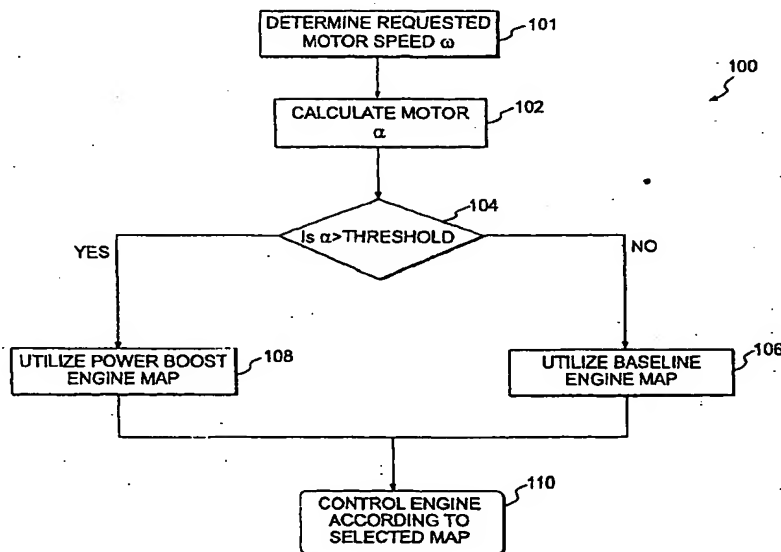 DETERMINE REQUESTED
MOTOR SPEED ω
101
100
CALCULATE MOTOR
α
102
104
Is α>THRESHOLD
YES
NO
UTILIZE POWER BOOST
ENGINE MAP
108
UTILIZE BASELINE
ENGINE MAP
106
CONTROL ENGINE
ACCORDING TO
SELECTED MAP
110